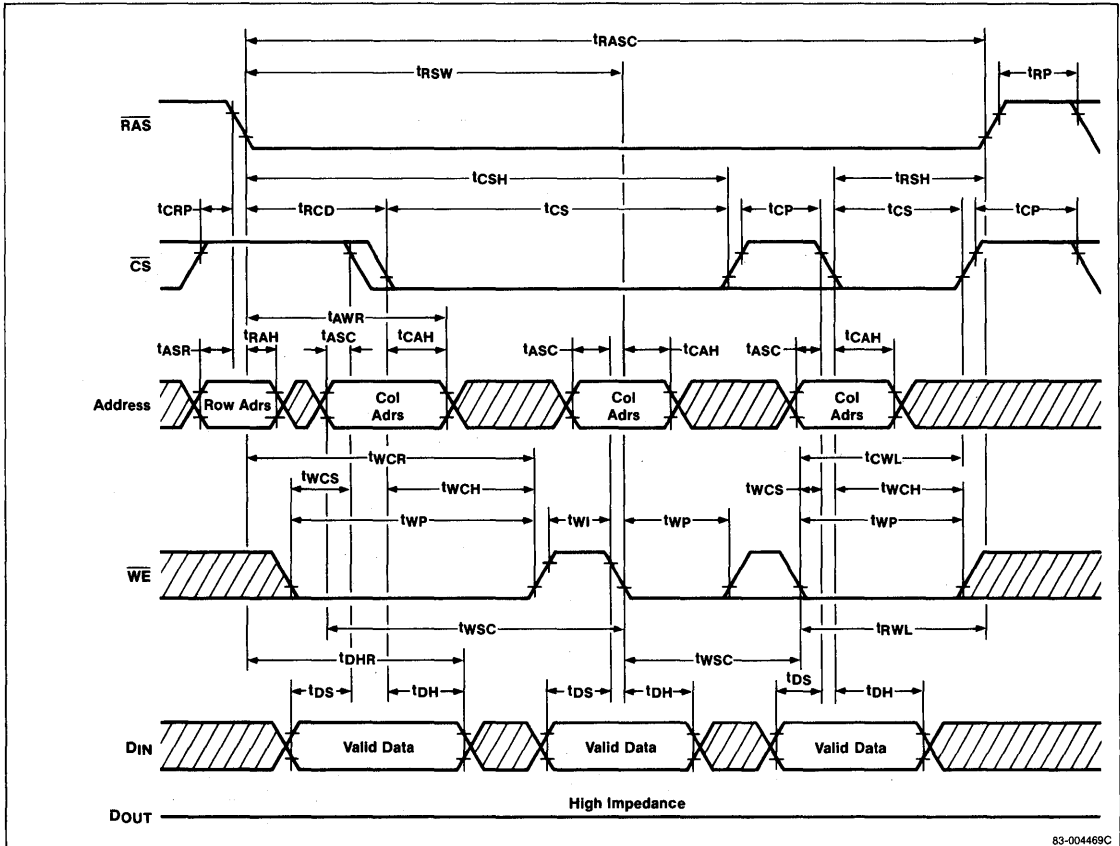 tRASC
tRSW
tRP
RAS
tCSH
tRSH
tCRP
tRCD
tCS
tCP
tCS
tCP
CS
tAWR
tASR
tRAH
tASC
tCAH
tASC
tCAH
tASC
tCAH
Address
Row Adrs
Col
Adrs
Col
Adrs
Col
Adrs
tWCR
tCWL
tWCS
tWCH
tWCS
tWCH
tWP
tWI
tWP
tWP
WE
tWSC
tRWL
tDHR
tWSC
tDS
tDH
tDS
tDH
tDS
tDH
DIN
Valid Data
Valid Data
Valid Data
High Impedance
DOUT
83-004469C